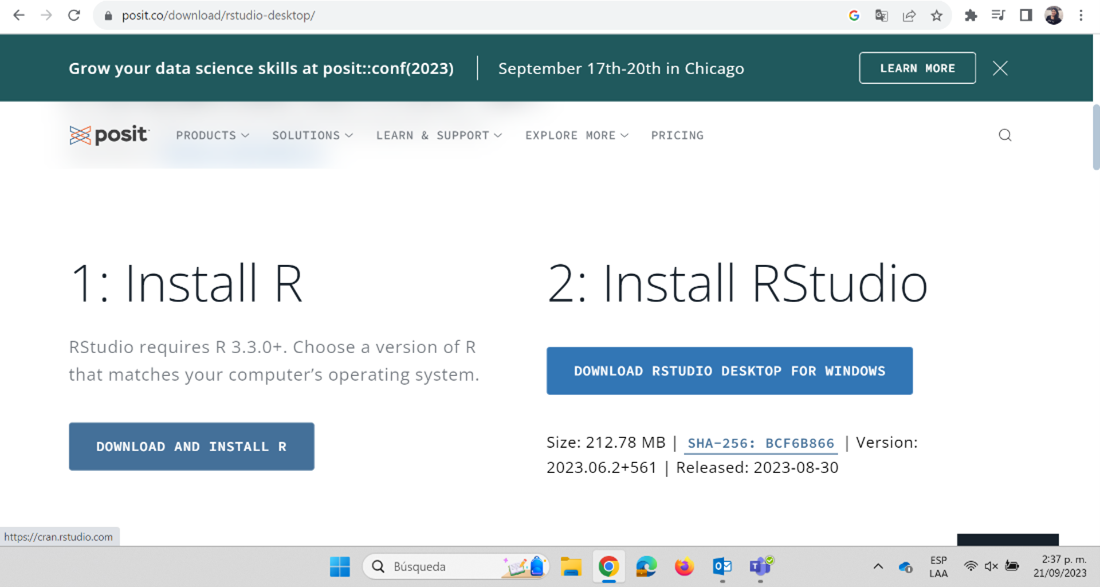 posit.co/download/rstudio-desktop/
Grow your data science skills at posit::conf(2023)
September 17th-20th in Chicago
LEARN MORE
posit
PRODUCTS
SOLUTIONS
LEARN & SUPPORT
EXPLORE MORE
PRICING
1: Install R
RStudio requires R 3.3.0+. Choose a version of R
that matches your computer’s operating system.
DOWNLOAD AND INSTALL R
2: Install RStudio
DOWNLOAD RSTUDIO DESKTOP FOR WINDOWS
Size: 212.78 MB | SHA-256: BCF6B866 | Version:
2023.06.2+561 | Released: 2023-08-30
https://cran.rstudio.com
Búsqueda
ESP
LAA
2:37 p. m.
21/09/2023